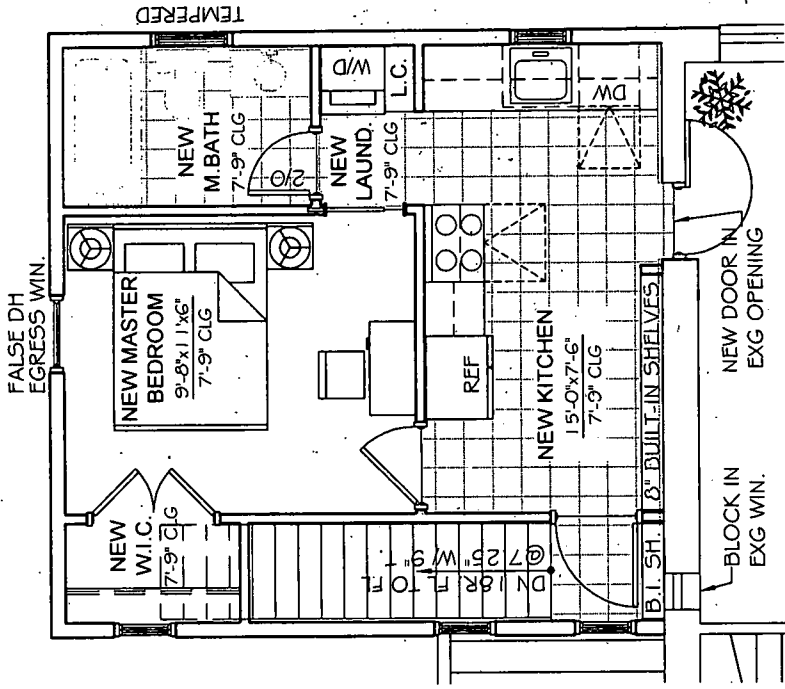 TEMPERED
FALSE DH
EGRESS WIN.
NEW
M. BATH
7'-9" CLG
2/0
W/D
L.C.
NEW
LAUND.
7'-9" CLG
DW
NEW MASTER
BEDROOM
9'-8"x11'x6"
7'-9" CLG
REF
NEW KITCHEN
15'-0"x7'-6"
7'-9" CLG
NEW
W.I.C.
7'-9" CLG
DN 18R FL TO FL
@ 7.25" W/ 9" T.
B.I. SH.
8" BUILT-IN SHELVES
NEW DOOR IN
EXG OPENING
BLOCK IN
EXG WIN.